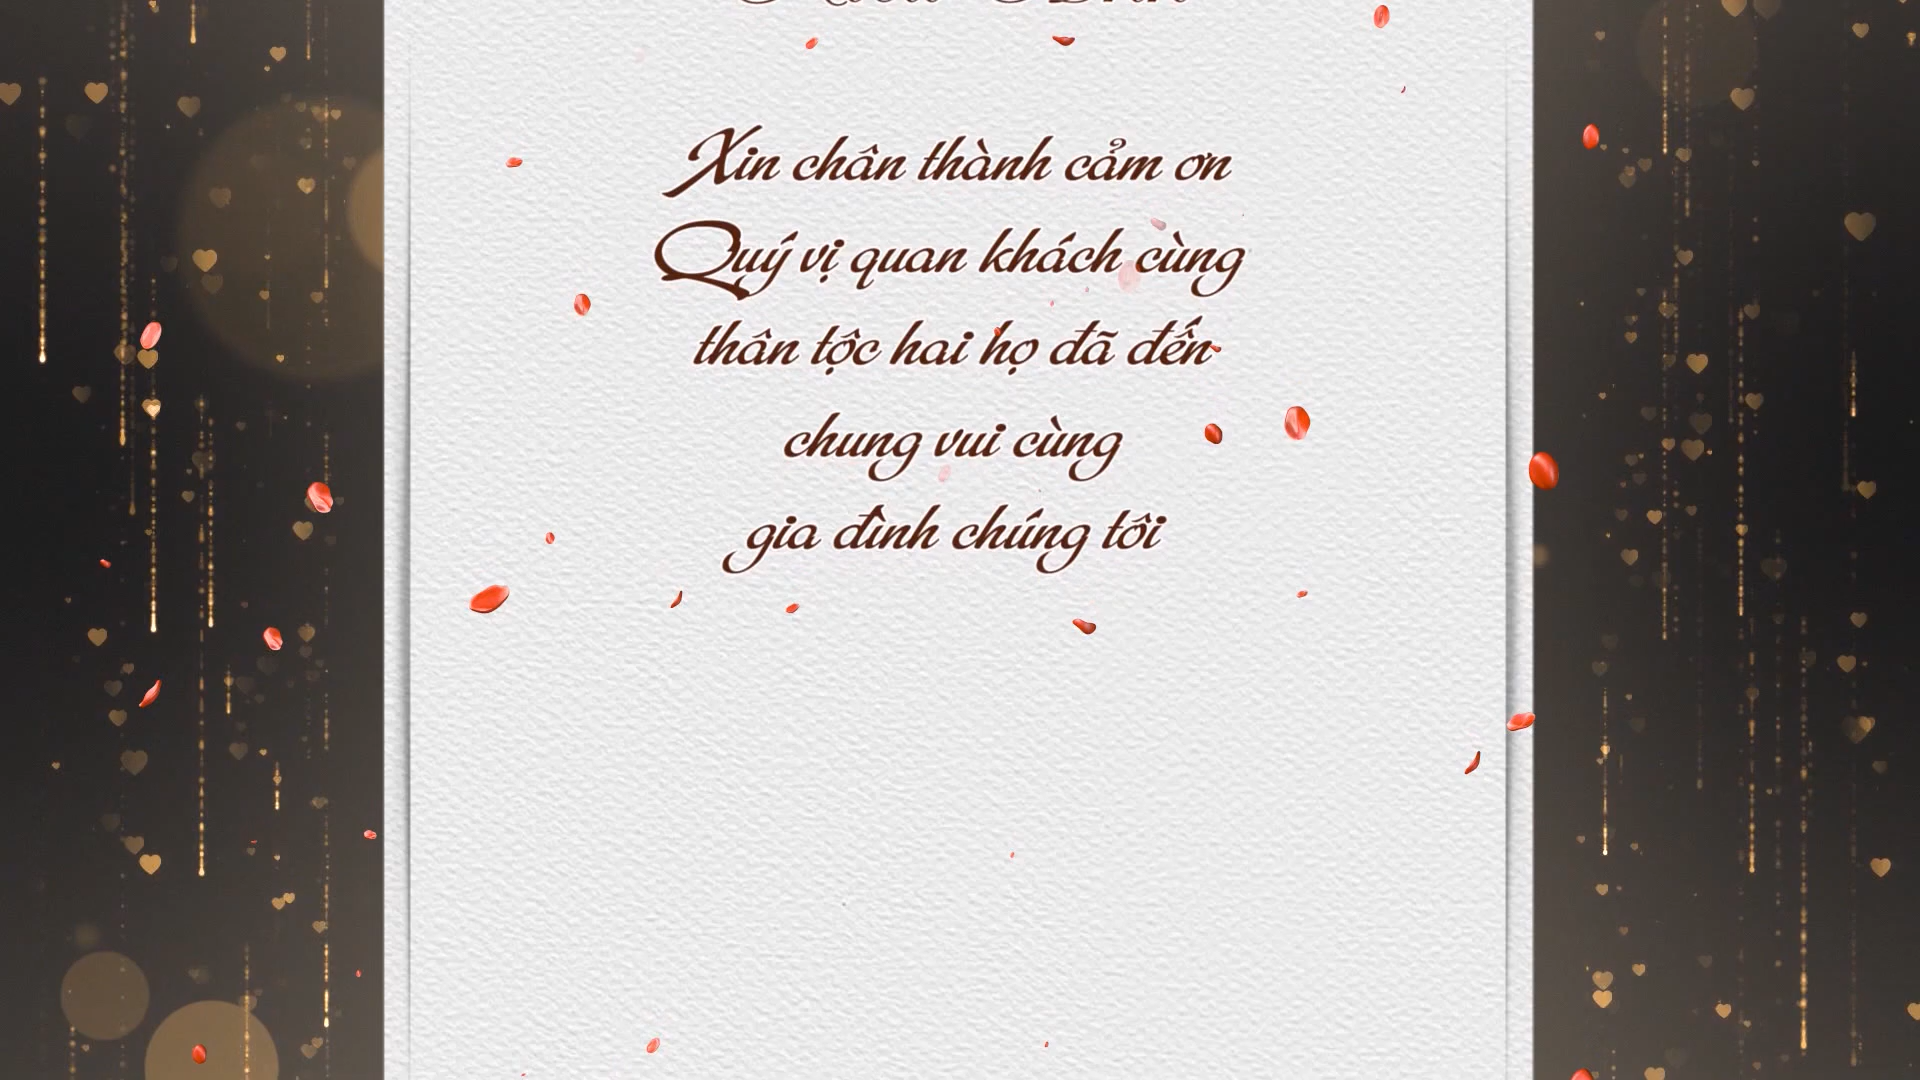 Xin chân thành cảm ơn
Quý vị quan khách cùng
thân tộc hai họ đã đến
chung vui cùng
gia đình chúng tôi